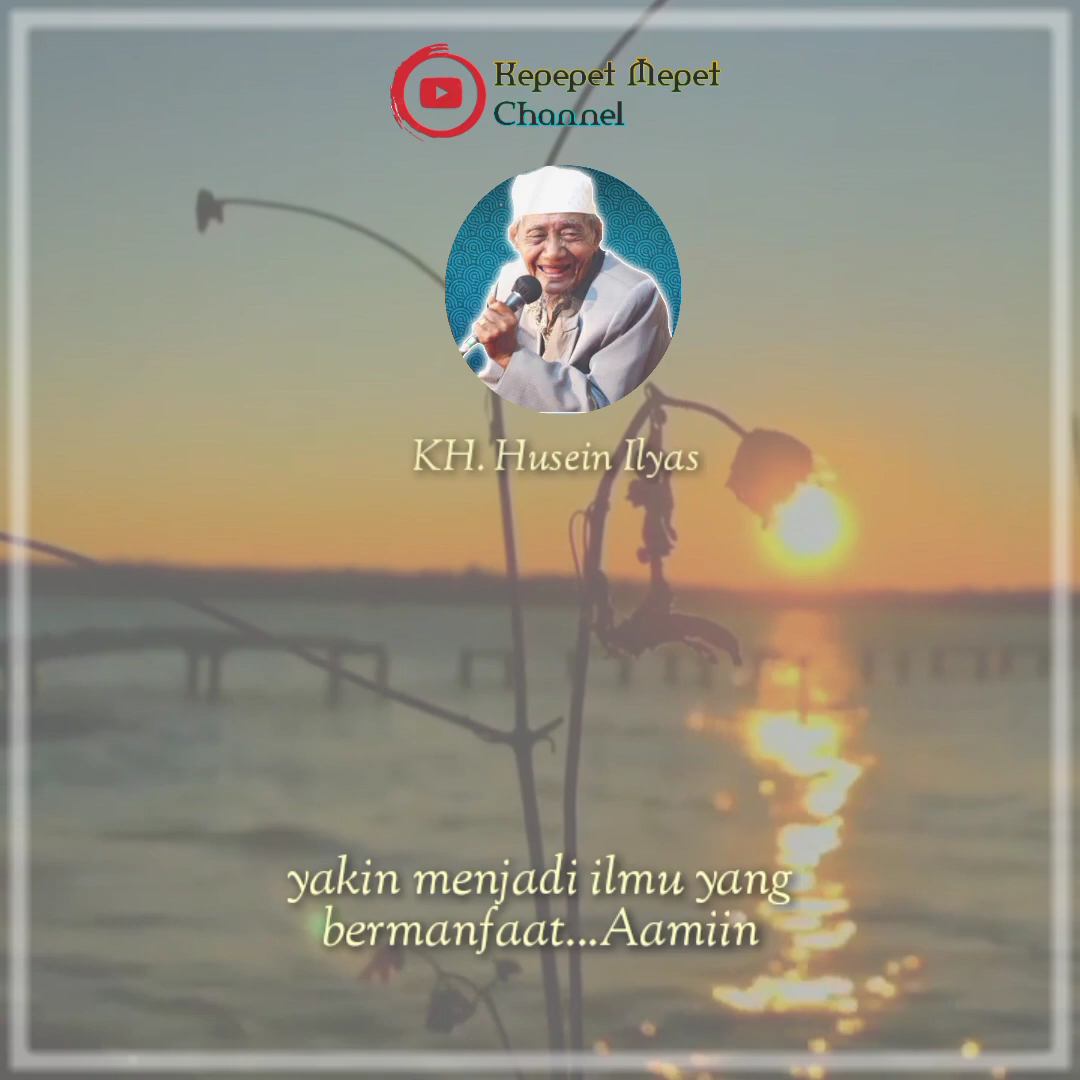 Kepepet Mepet
Channel
KH. Husein Ilyas
yakin menjadi ilmu yang
bermanfaat...Aamiin